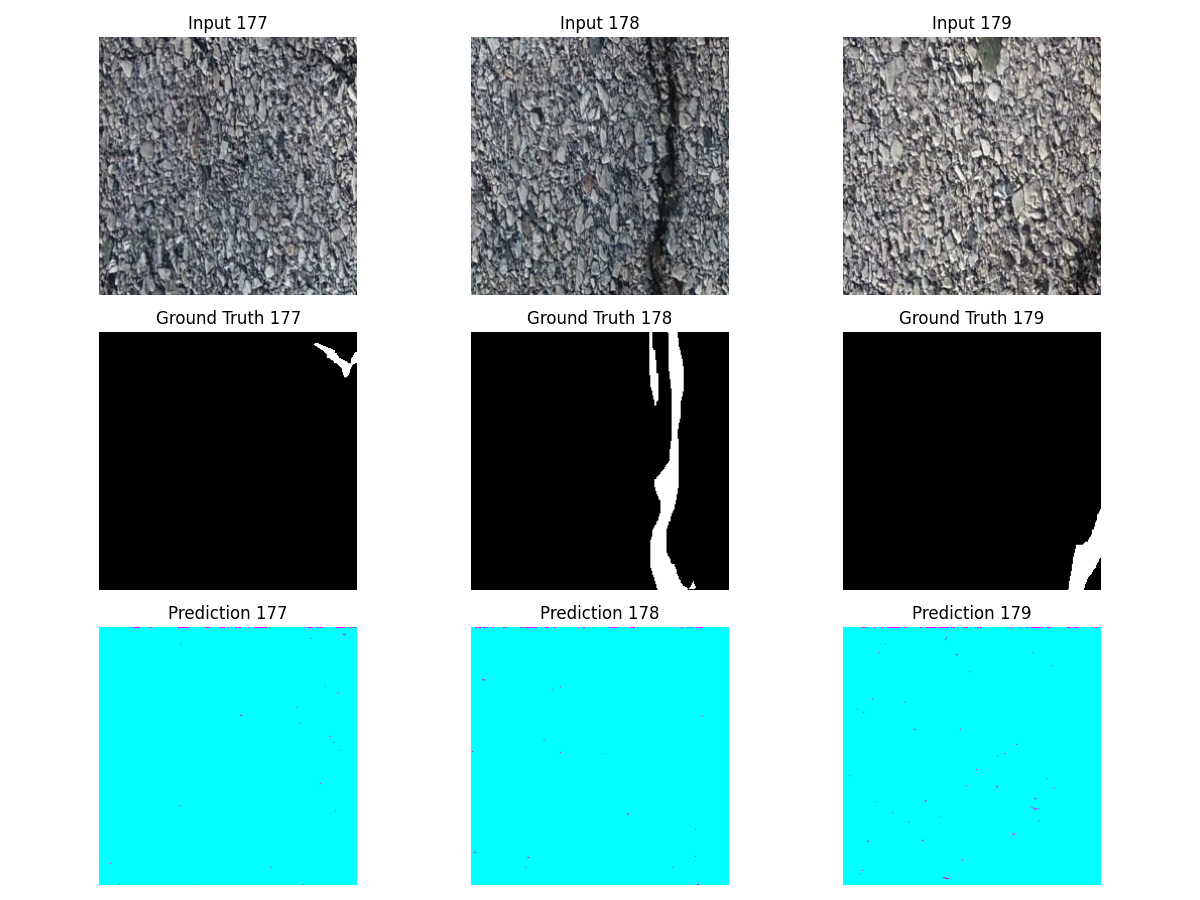 Input 177
Input 178
Input 179
Ground Truth 177
Ground Truth 178
Ground Truth 179
Prediction 177
Prediction 178
Prediction 179